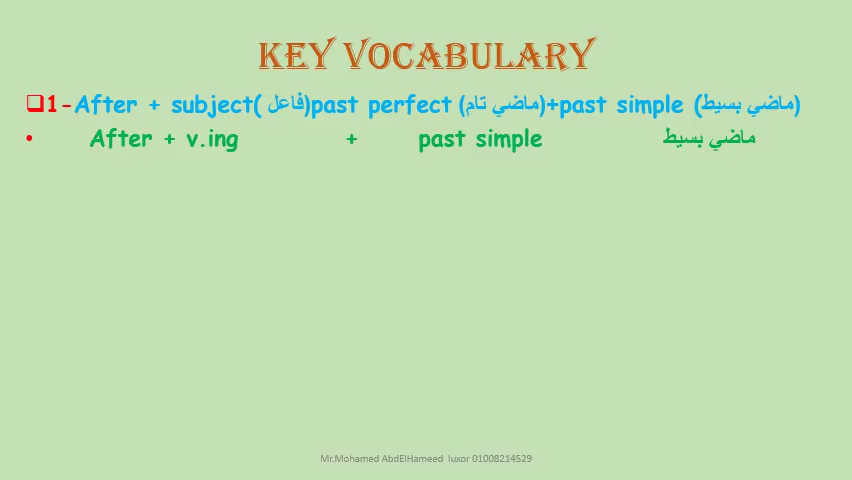 KEY VOCABULARY
1-After + subject( فاعل)past perfect (ماضي تام)+past simple (ماضي بسيط)
• After + v.ing + past simple ماضي بسيط
Mr.Mohamed AbdElHameed luxor 01008214529